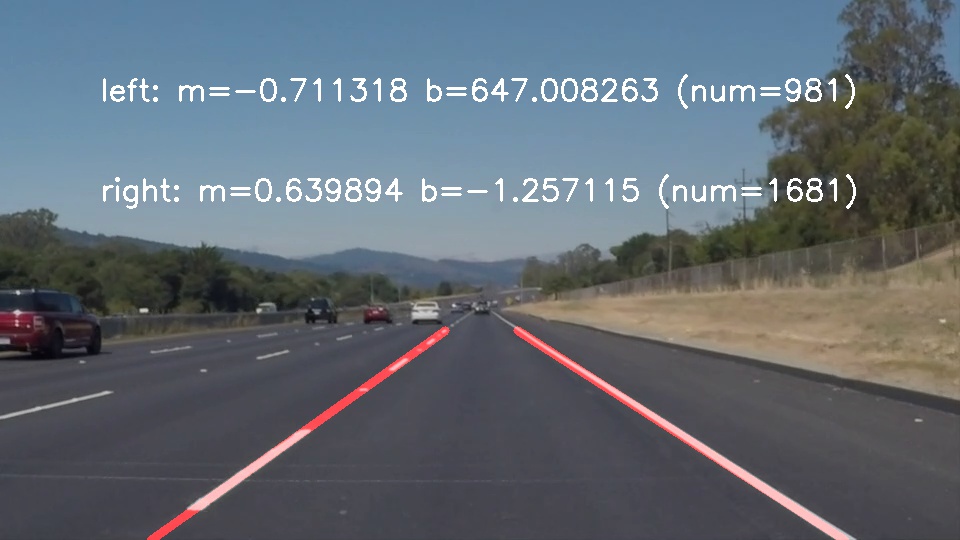 left: m=-0.711318 b=647.008263 (num=981)
right: m=0.639894 b=-1.257115 (num=1681)